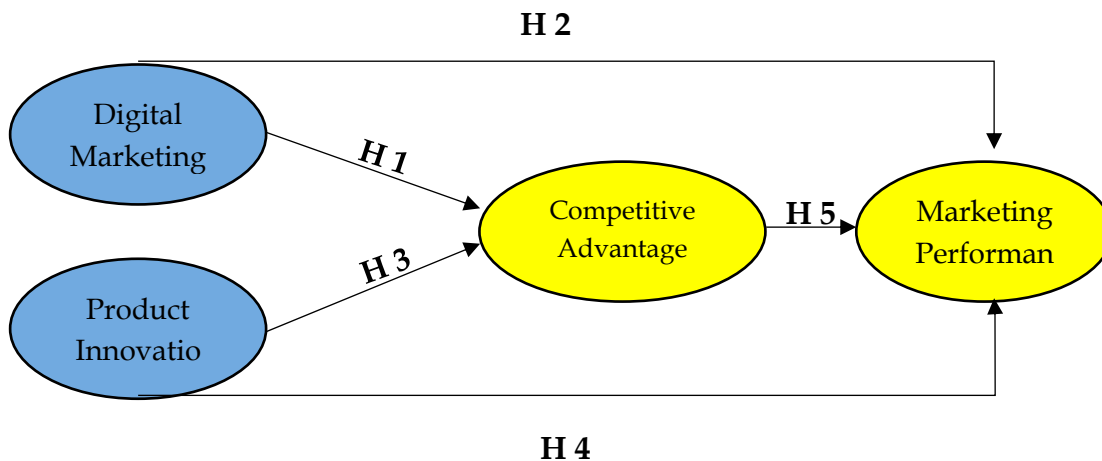 H 2
Digital
Marketing
H 1
Competitive
Advantage
H 5
Marketing
Performan
H 3
Product
Innovatio
H 4